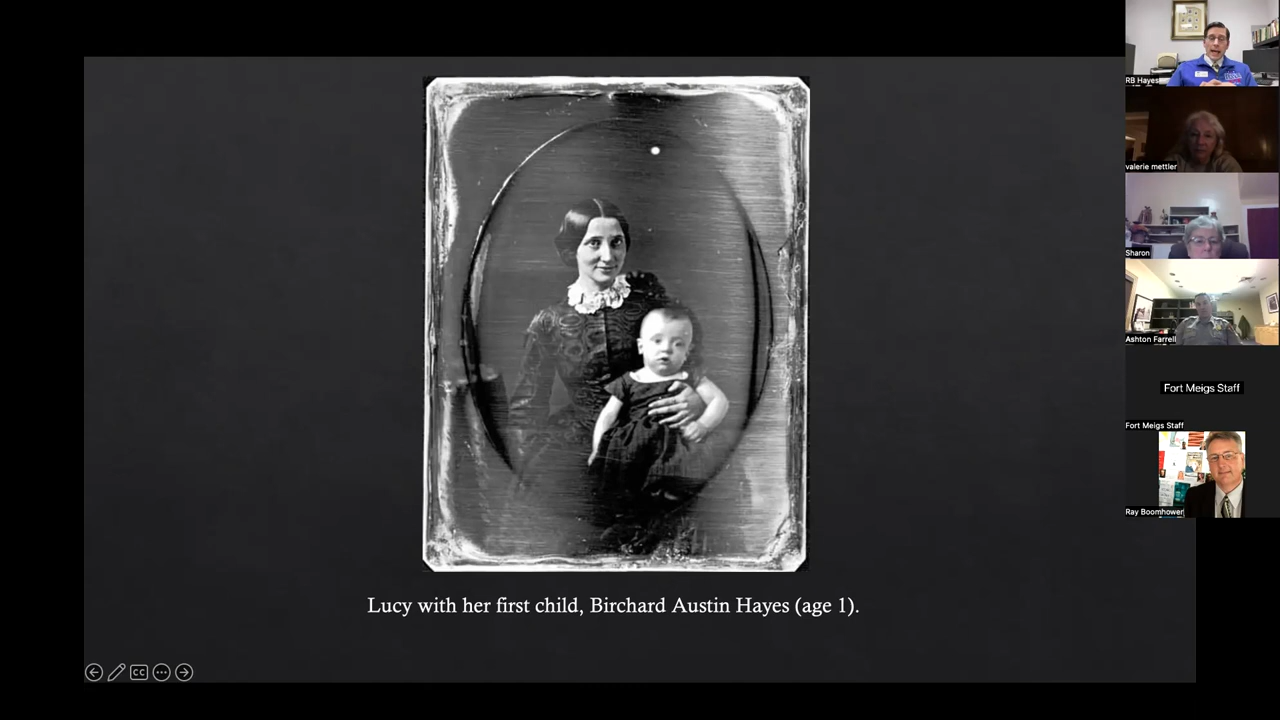 Lucy with her first child, Birchard Austin Hayes (age 1).
CC
RB Hayes
valerie mettler
Sharon
Ashton Farrell
Fort Meigs Staff
Fort Meigs Staff
Ray Boomhower